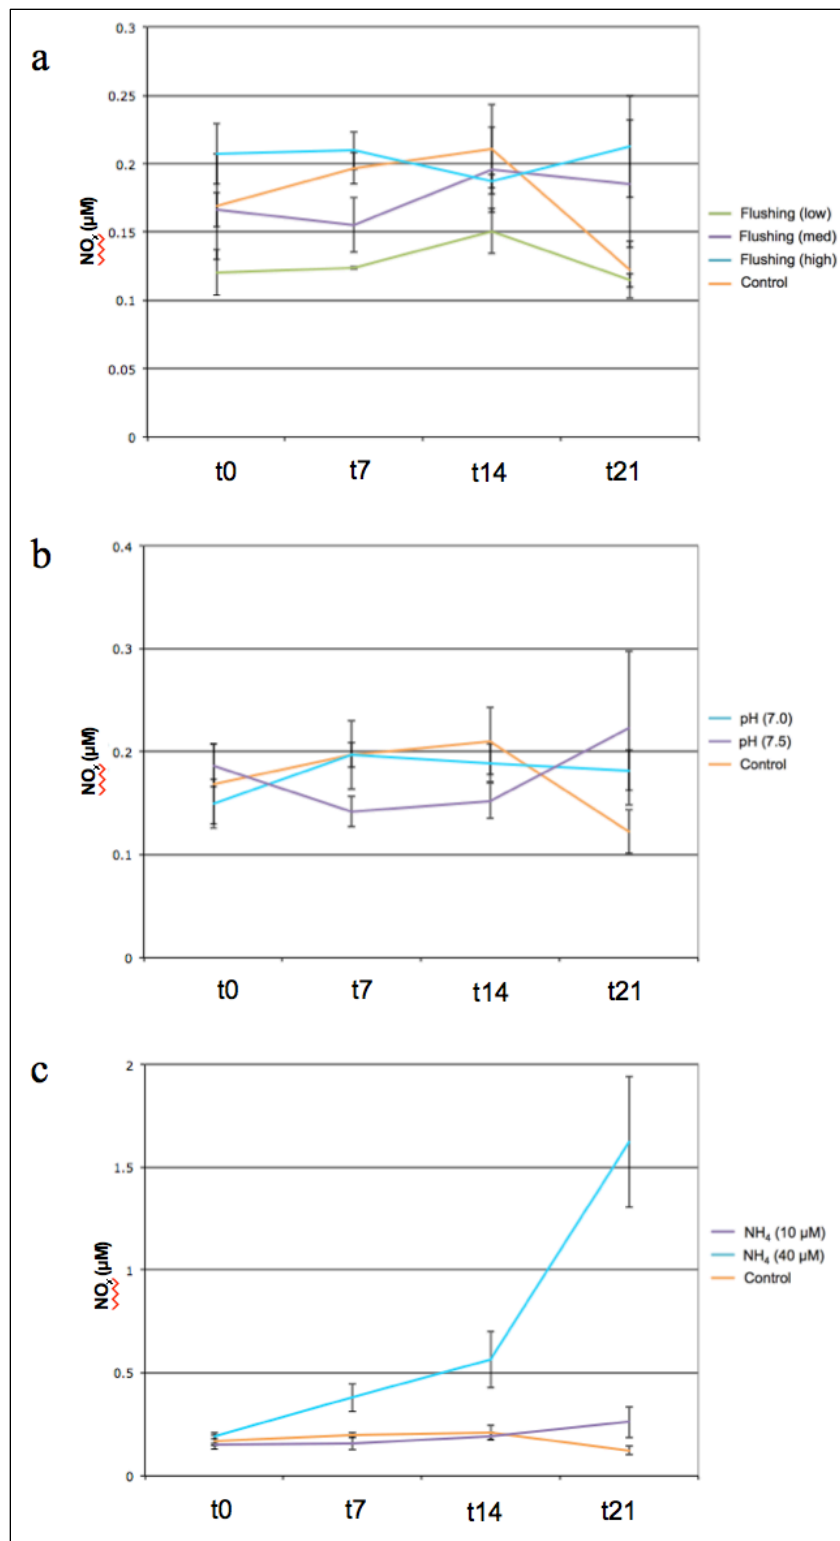 a
0.3
0.25
0.2
0.15
0.1
0.05
0
NOx (µM)
t0 t7 t14 t21
Flushing (low)
Flushing (med)
Flushing (high)
Control
b
0.4
0.3
0.2
0.1
0
NOx (µM)
t0 t7 t14 t21
pH (7.0)
pH (7.5)
Control
c
2
1.5
1
0.5
0
NOx (µM)
t0 t7 t14 t21
NH₄ (10 µM)
NH₄ (40 µM)
Control